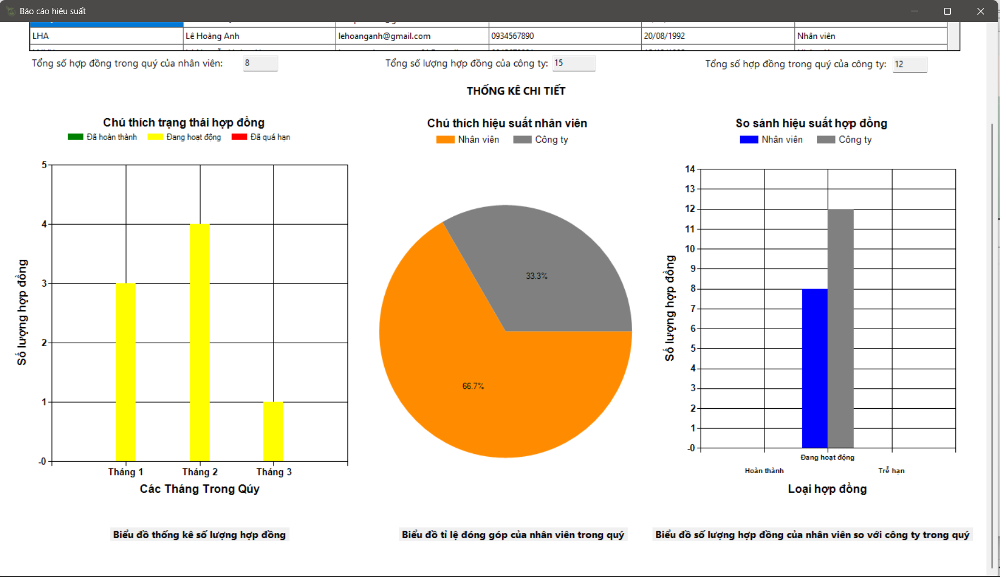 Báo cáo hiệu suất
LHA Lê Hoàng Anh lehoanganh@gmail.com 0934567890 20/08/1992 Nhân viên
Tổng số hợp đồng trong quý của nhân viên: 8 Tổng số lượng hợp đồng của công ty: 15 Tổng số hợp đồng trong quý của công ty: 12
THỐNG KÊ CHI TIẾT
Chú thích trạng thái hợp đồng
Đã hoàn thành Đang hoạt động Đã quá hạn
5
4
3
2
1
-0
Số lượng hợp đồng
Tháng 1 Tháng 2 Tháng 3
Các Tháng Trong Qúy
Biểu đồ thống kê số lượng hợp đồng
Chú thích hiệu suất nhân viên
Nhân viên Công ty
33.3%
66.7%
Biểu đồ tỉ lệ đóng góp của nhân viên trong quý
So sánh hiệu suất hợp đồng
Nhân viên Công ty
14
13
12
11
10
9
8
7
6
5
4
3
2
1
-0
Số lượng hợp đồng
Đang hoạt động
Hoàn thành Trễ hạn
Loại hợp đồng
Biểu đồ số lượng hợp đồng của nhân viên so với công ty trong quý